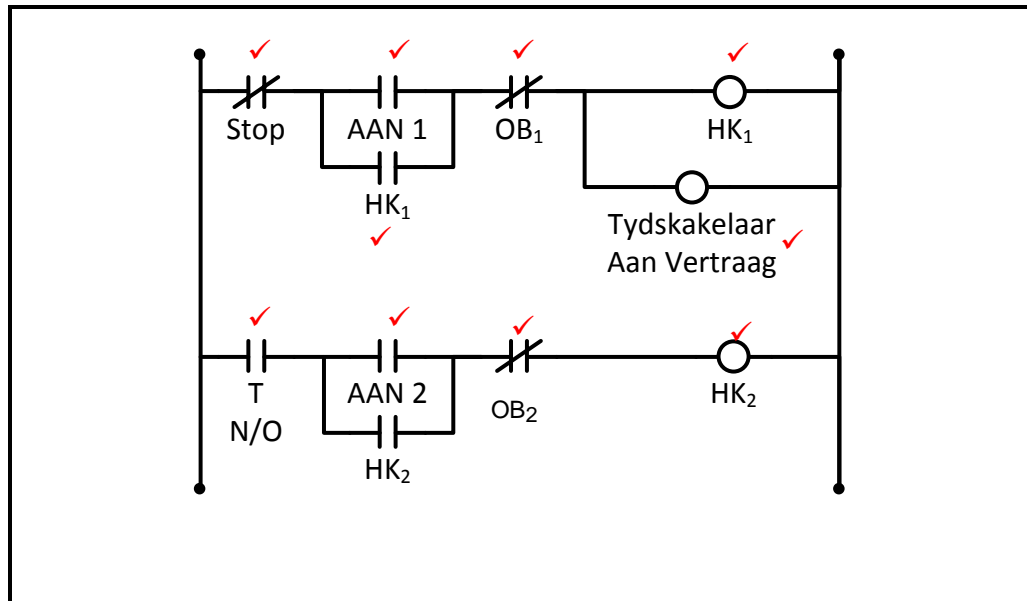 Stop
AAN 1
OB₁
HK₁
HK₁
Tydskakelaar
Aan Vertraag
T
N/O
AAN 2
OB₂
HK₂
HK₂